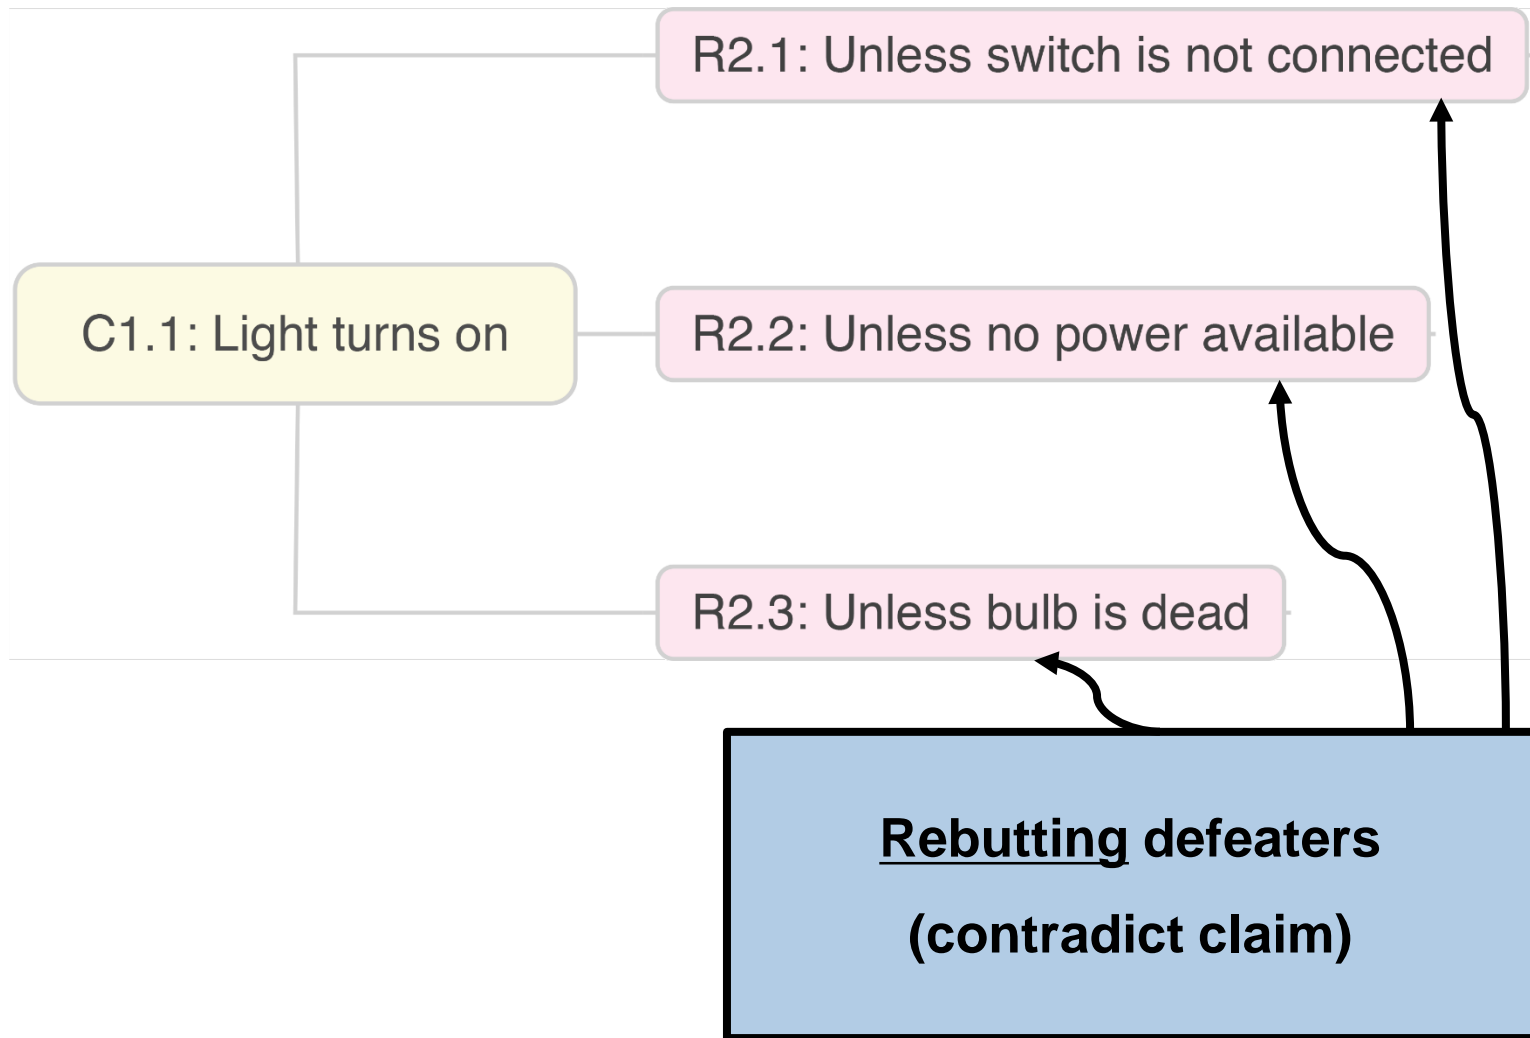 R2.1: Unless switch is not connected
C1.1: Light turns on
R2.2: Unless no power available
R2.3: Unless bulb is dead
Rebutting defeaters
(contradict claim)